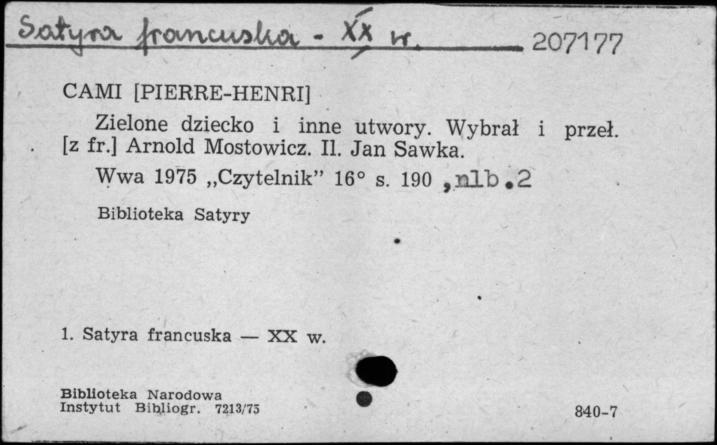 Satyra francuska - XX w. 207177
CAMI [PIERRE-HENRI]
Zielone dziecko i inne utwory. Wybrał i przeł.
[z fr.] Arnold Mostowicz. Il. Jan Sawka.
Wwa 1975 „Czytelnik” 16° s. 190 ,nlb.2
Biblioteka Satyry
1. Satyra francuska — XX w.
Biblioteka Narodowa
Instytut Bibliogr. 7213/75
840-7